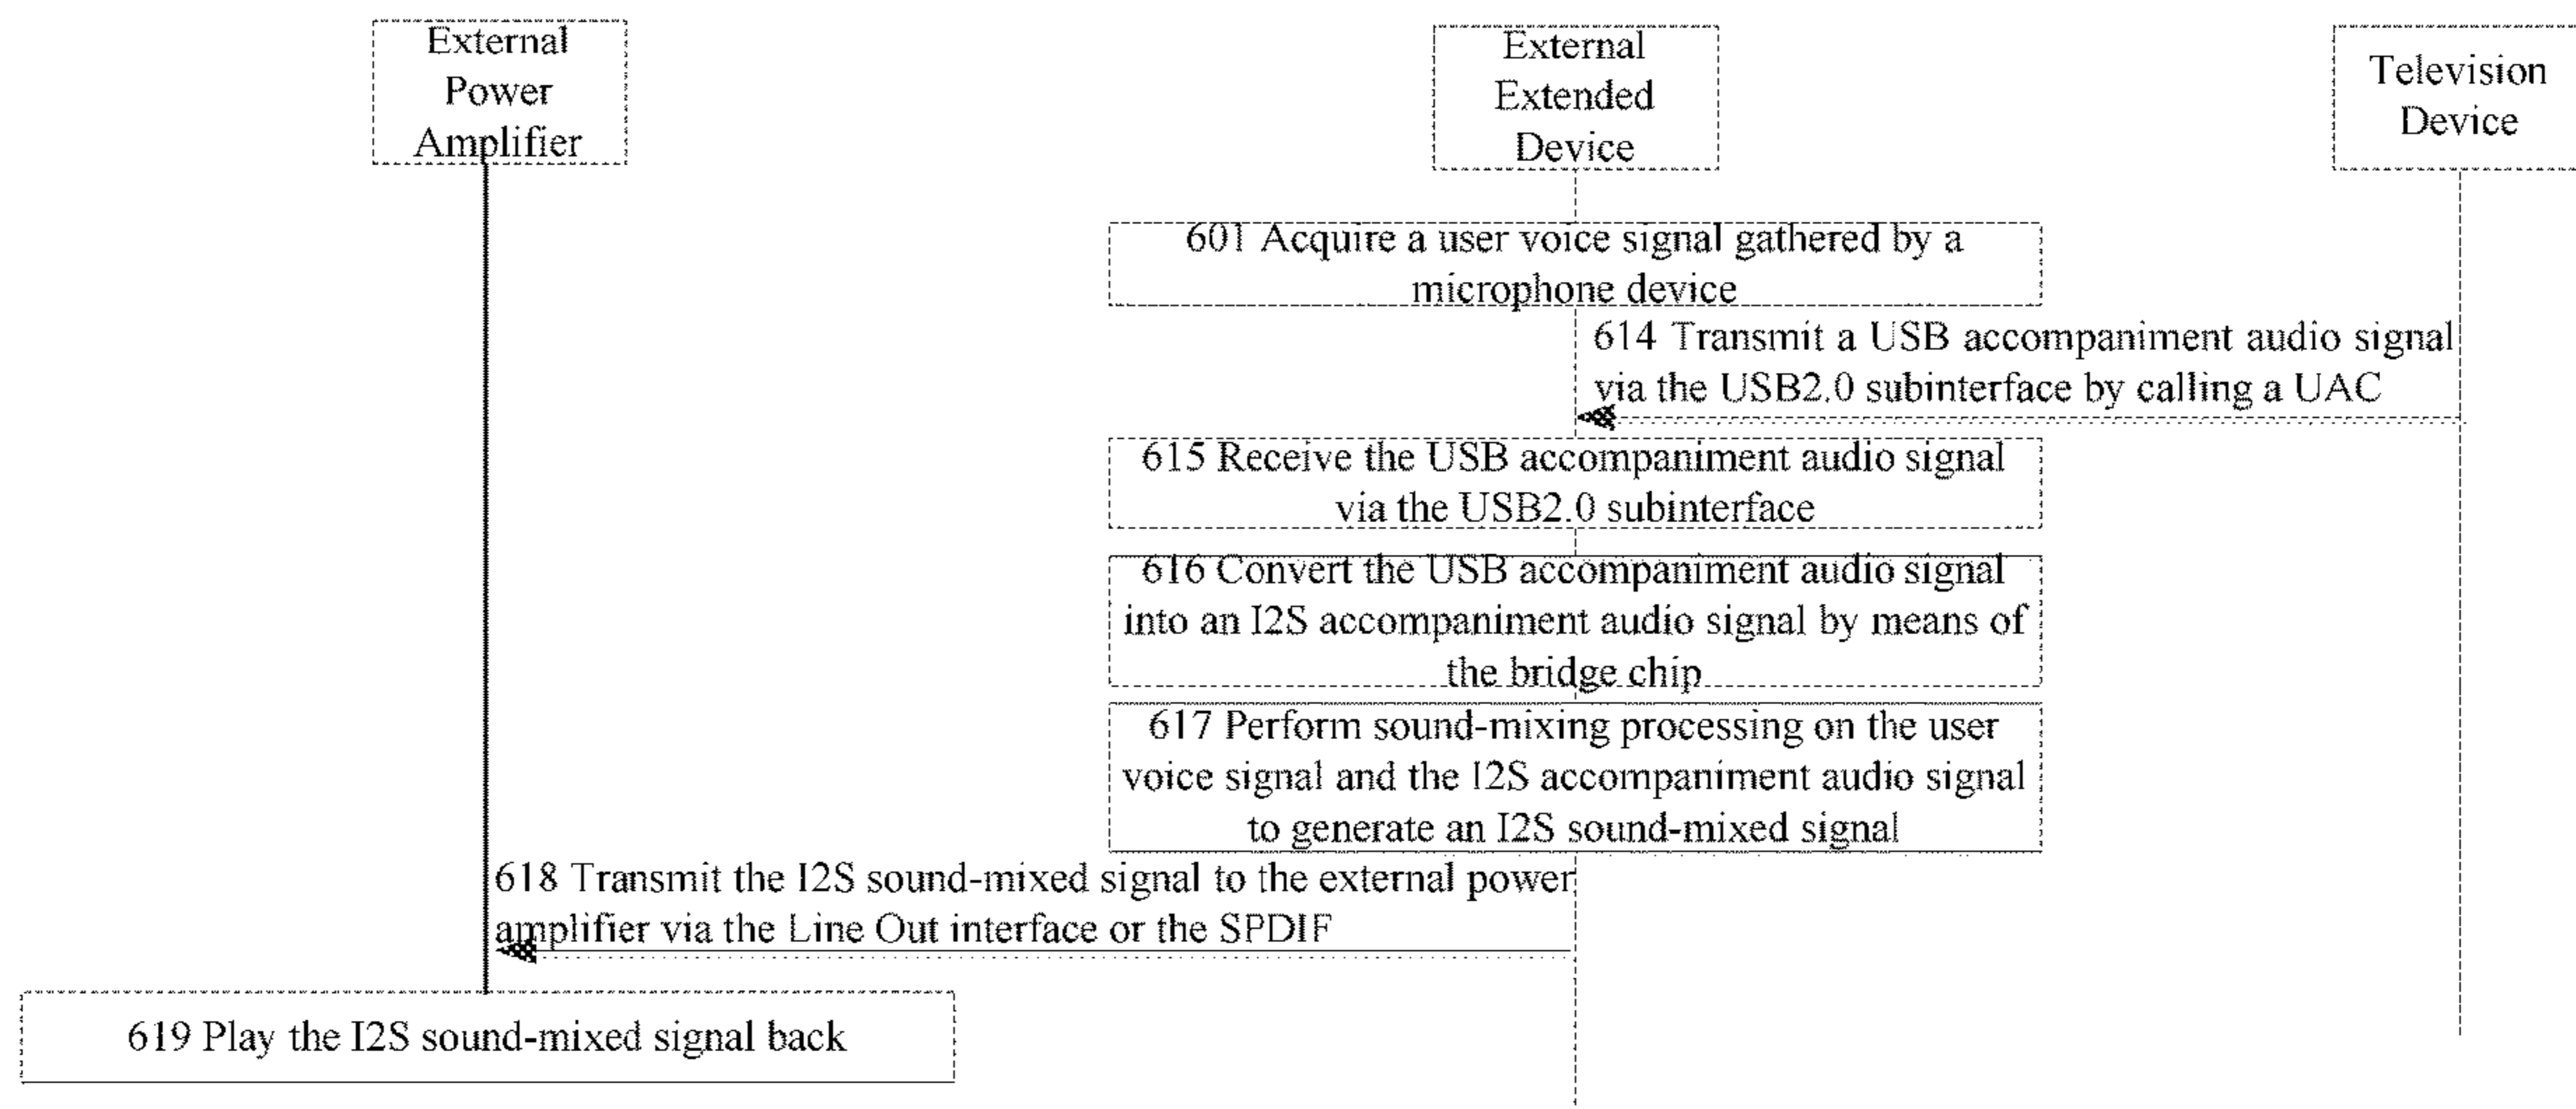 External
Power
Amplifier
External
Extended
Device
Television
Device
601 Acquire a user voice signal gathered by a
microphone device
614 Transmit a USB accompaniment audio signal
via the USB2.0 subinterface by calling a UAC
615 Receive the USB accompaniment audio signal
via the USB2.0 subinterface
616 Convert the USB accompaniment audio signal
into an I2S accompaniment audio signal by means of
the bridge chip
617 Perform sound-mixing processing on the user
voice signal and the I2S accompaniment audio signal
to generate an I2S sound-mixed signal
618 Transmit the I2S sound-mixed signal to the external power
amplifier via the Line Out interface or the SPDIF
619 Play the I2S sound-mixed signal back